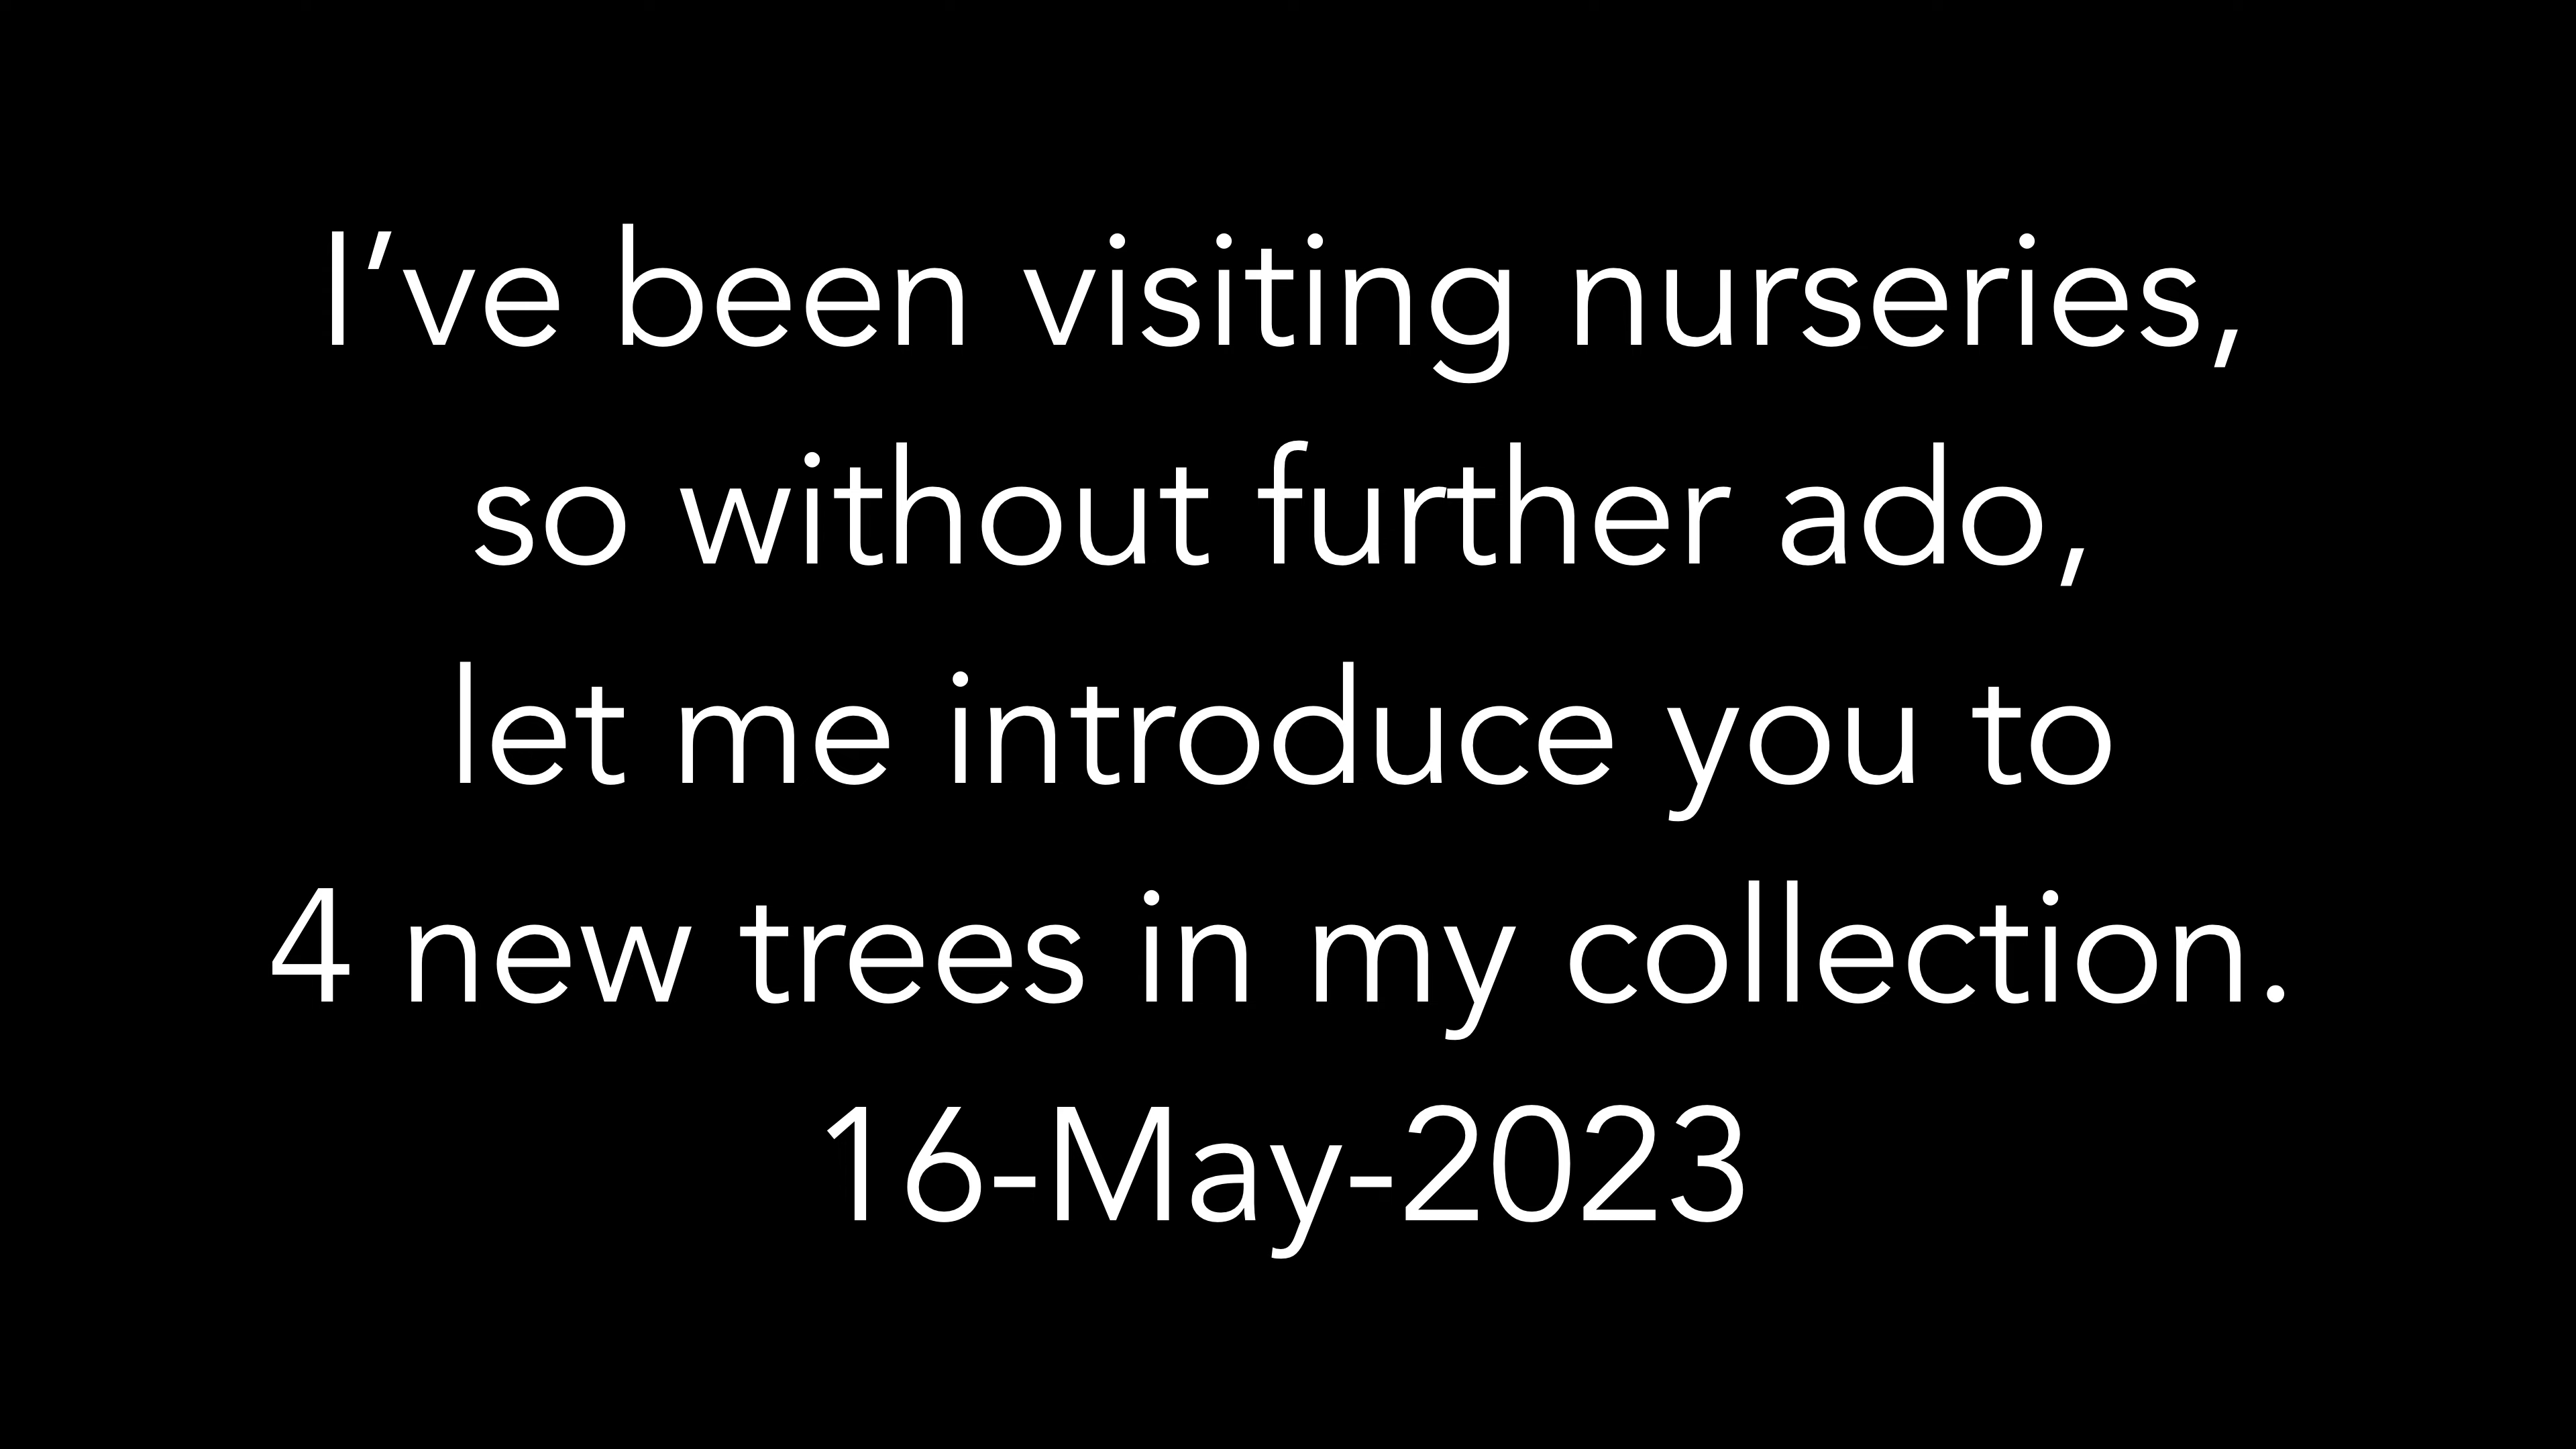 I’ve been visiting nurseries,
so without further ado,
let me introduce you to
4 new trees in my collection.
16-May-2023